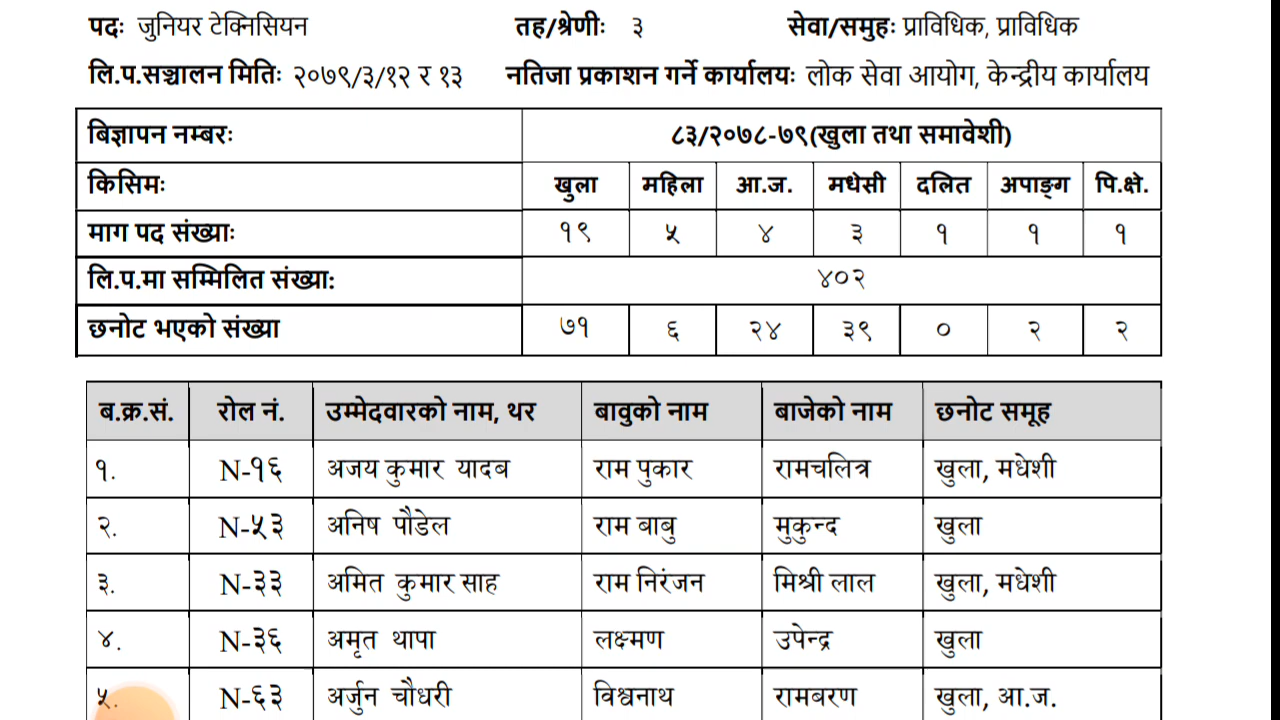 पदः जुनियर टेक्निसियन तह/श्रेणीः ३ सेवा/समुहः प्राविधिक, प्राविधिक
लि.प.सञ्चालन मितिः २०७९/३/१२ र १३ नतिजा प्रकाशन गर्ने कार्यालयः लोक सेवा आयोग, केन्द्रीय कार्यालय
बिज्ञापन नम्बरः ८३/२०७८-७९(खुला तथा समावेशी)
किसिमः खुला महिला आ.ज. मधेसी दलित अपाङ्ग पि.क्षे.
माग पद संख्याः १९ ५ ४ ३ १ १ १
लि.प.मा सम्मिलित संख्या: ४०२
छनोट भएको संख्या ७१ ६ २४ ३९ ० २ २
ब.क्र.सं. रोल नं. उम्मेदवारको नाम, थर बावुको नाम बाजेको नाम छनोट समूह
१. N-१६ अजय कुमार यादब राम पुकार रामचलित्र खुला, मधेशी
२. N-५३ अनिष पौडेल राम बाबु मुकुन्द खुला
३. N-३३ अमित कुमार साह राम निरंजन मिश्री लाल खुला, मधेशी
४. N-३६ अमृत थापा लक्ष्मण उपेन्द्र खुला
५. N-६३ अर्जुन चौधरी विश्वनाथ रामबरण खुला, आ.ज.